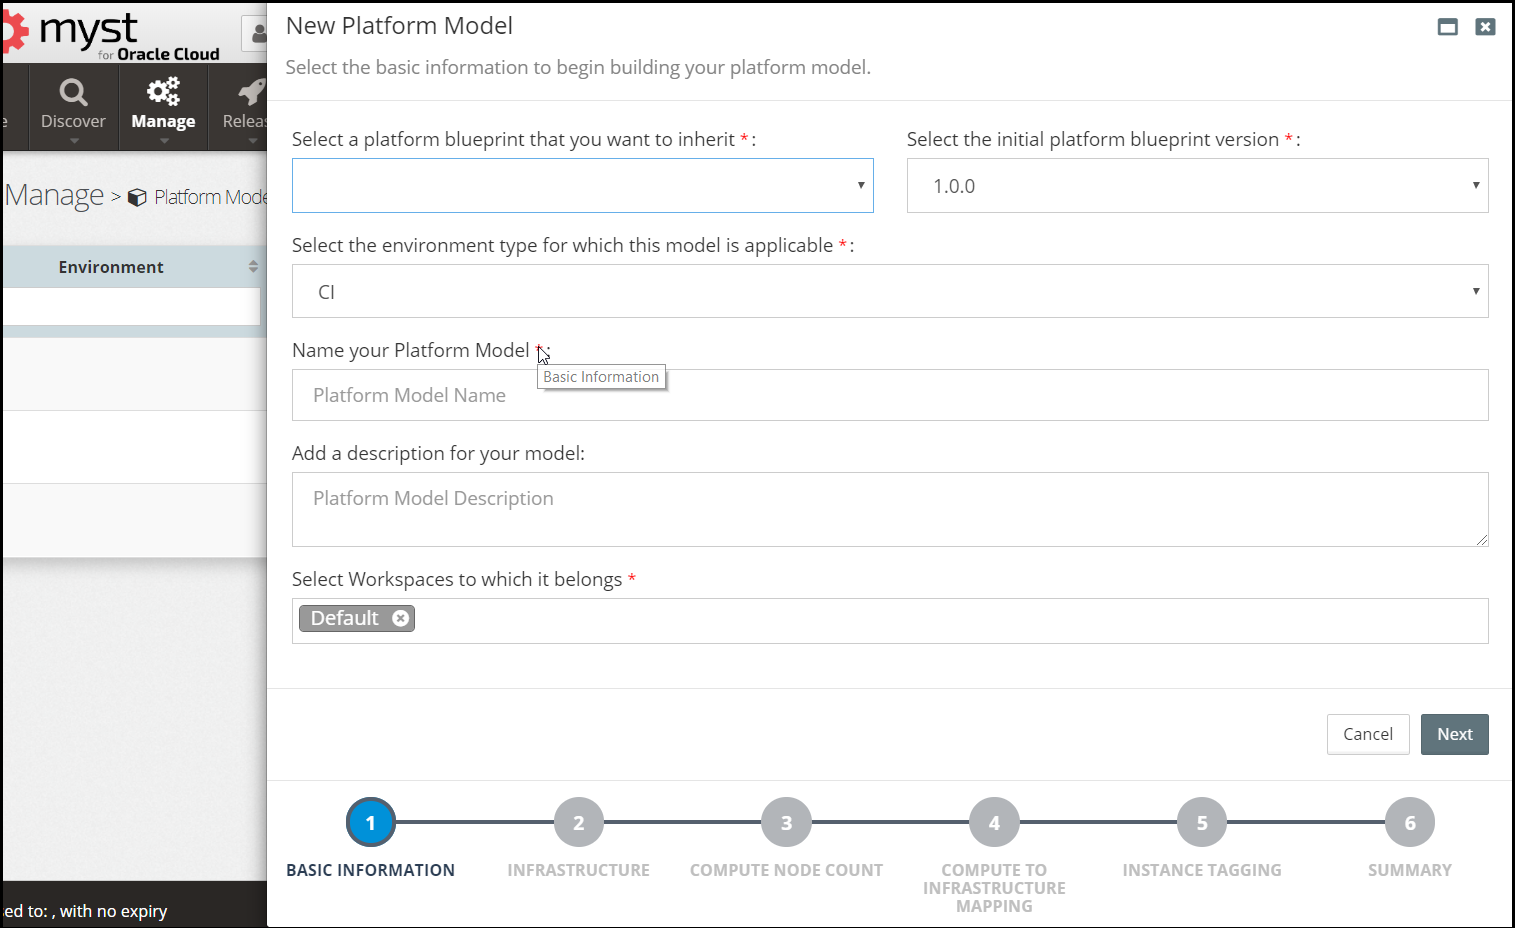 myst
for Oracle Cloud
e
Discover
Manage
Releas
Manage > Platform Mode
Environment
ed to: , with no expiry
New Platform Model
Select the basic information to begin building your platform model.
Select a platform blueprint that you want to inherit * :
Select the initial platform blueprint version * :
1.0.0
Select the environment type for which this model is applicable * :
CI
Name your Platform Model * :
Basic Information
Platform Model Name
Add a description for your model:
Platform Model Description
Select Workspaces to which it belongs *
Default
Cancel
Next
1
2
3
4
5
6
BASIC INFORMATION
INFRASTRUCTURE
COMPUTE NODE COUNT
COMPUTE TO
INFRASTRUCTURE
MAPPING
INSTANCE TAGGING
SUMMARY